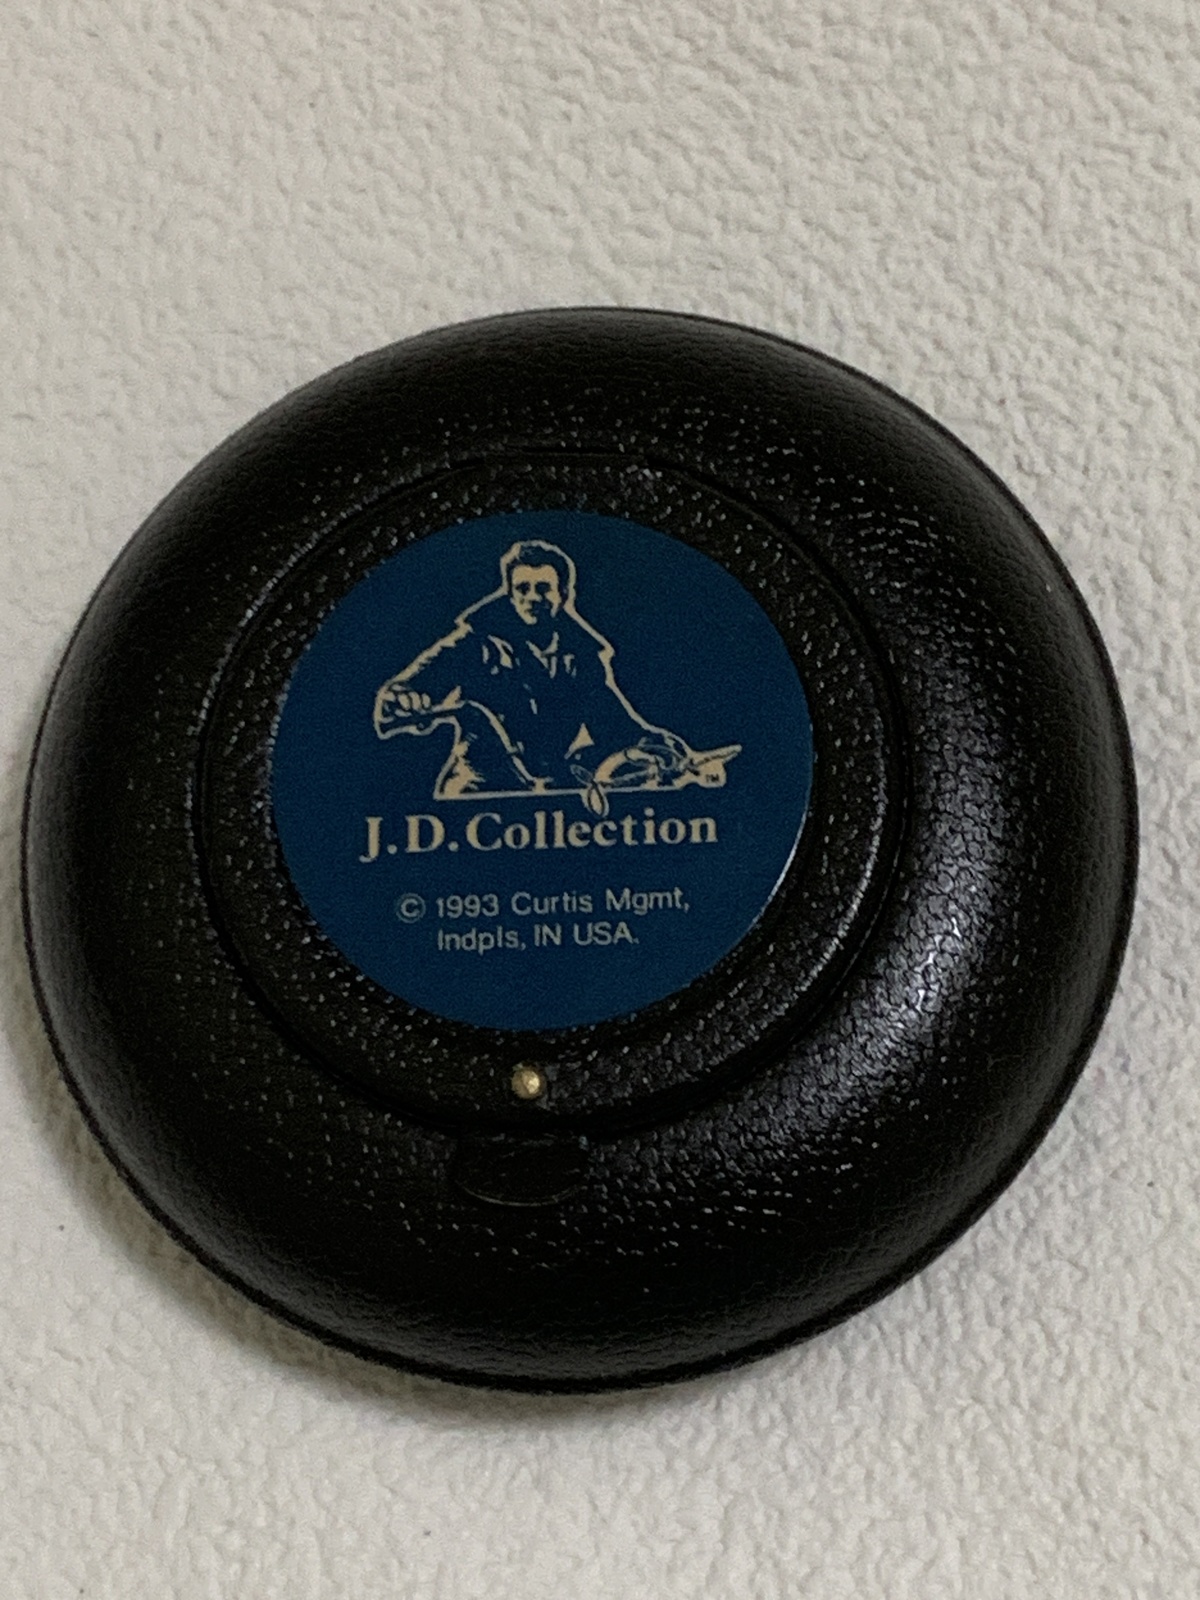 J.D.Collection
© 1993 Curtis Mgmt,
Indpls, IN USA.